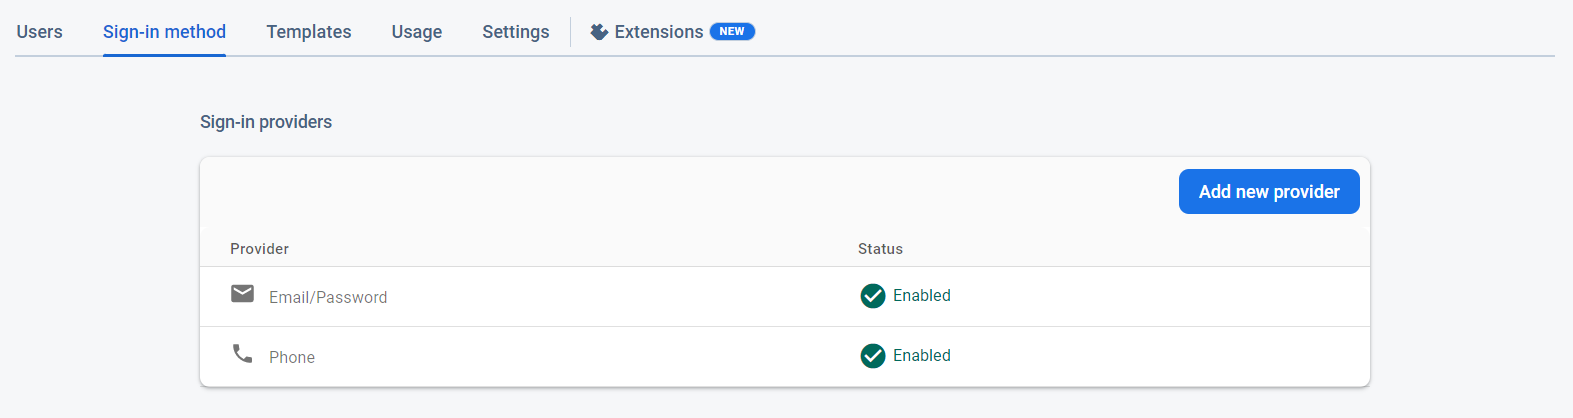 Users Sign-in method Templates Usage Settings Extensions NEW
Sign-in providers
Add new provider
Provider Status
Email/Password Enabled
Phone Enabled